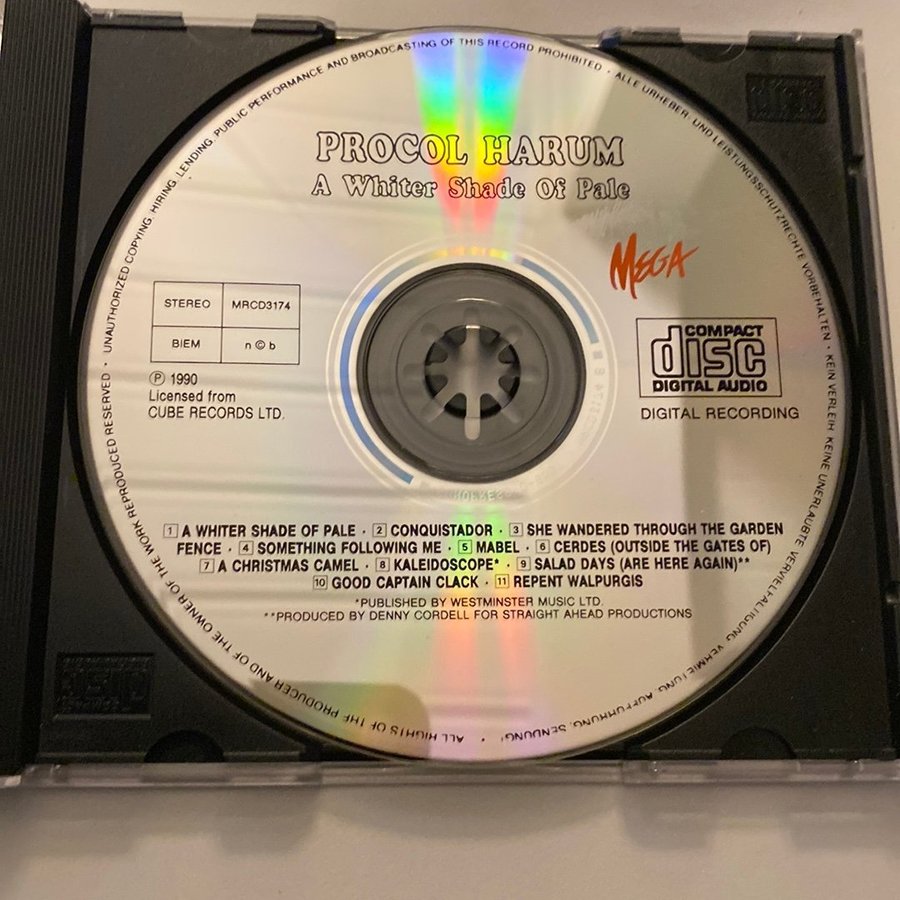 ALL RIGHTS OF THE PRODUCER AND OF THE OWNER OF THE WORK REPRODUCED RESERVED · UNAUTHORIZED COPYING, HIRING, LENDING, PUBLIC PERFORMANCE AND BROADCASTING OF THIS RECORD PROHIBITED · ALLE URHEBER- UND LEISTUNGSSCHUTZRECHTE VORBEHALTEN · KEIN VERLEIH KEINE UNERLAUBTE VERVIELFÄLTIGUNG, VERMIETUNG, AUFFÜHRUNG, SENDUNG! ·
PROCOL HARUM
A Whiter Shade Of Pale
MEGA
STEREO MRCD3174
BIEM n©b
COMPACT
disc
DIGITAL AUDIO
℗ 1990
Licensed from
CUBE RECORDS LTD.
DIGITAL RECORDING
1 A WHITER SHADE OF PALE · 2 CONQUISTADOR · 3 SHE WANDERED THROUGH THE GARDEN
FENCE · 4 SOMETHING FOLLOWING ME · 5 MABEL · 6 CERDES (OUTSIDE THE GATES OF)
7 A CHRISTMAS CAMEL · 8 KALEIDOSCOPE* · 9 SALAD DAYS (ARE HERE AGAIN)**
10 GOOD CAPTAIN CLACK · 11 REPENT WALPURGIS
*PUBLISHED BY WESTMINSTER MUSIC LTD.
**PRODUCED BY DENNY CORDELL FOR STRAIGHT AHEAD PRODUCTIONS